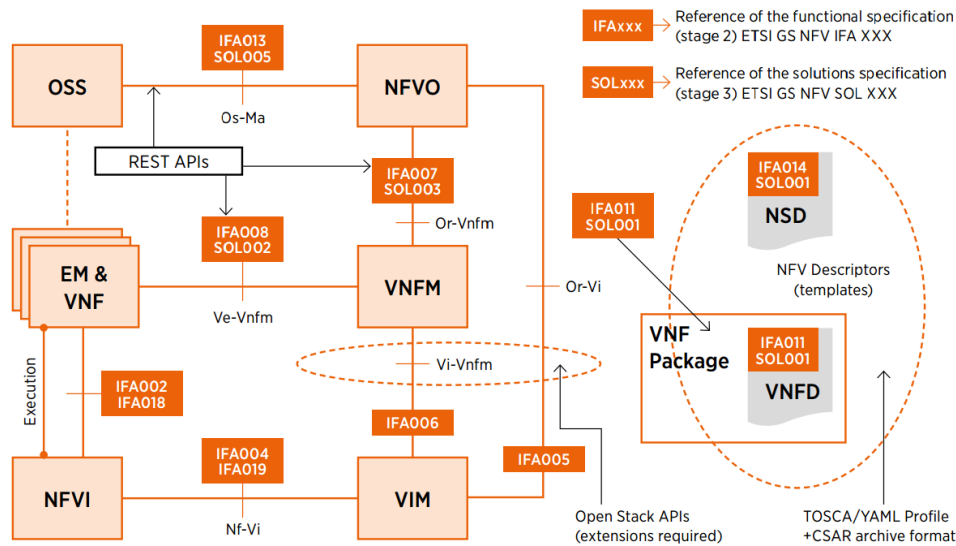 IFA013
SOL005
OSS
NFVO
Os-Ma
REST APIs
IFA007
SOL003
IFA008
SOL002
Or-Vnfm
EM &
VNF
VNFM
Ve-Vnfm
Or-Vi
Vi-Vnfm
Execution
IFA002
IFA018
IFA006
IFA004
IFA019
IFA005
NFVI
VIM
Nf-Vi
Open Stack APIs
(extensions required)
IFAxxx
Reference of the functional specification
(stage 2) ETSI GS NFV IFA XXX
SOLxxx
Reference of the solutions specification
(stage 3) ETSI GS NFV SOL XXX
IFA014
SOL001
NSD
IFA011
SOL001
NFV Descriptors
(templates)
VNF
Package
IFA011
SOL001
VNFD
TOSCA/YAML Profile
+CSAR archive format